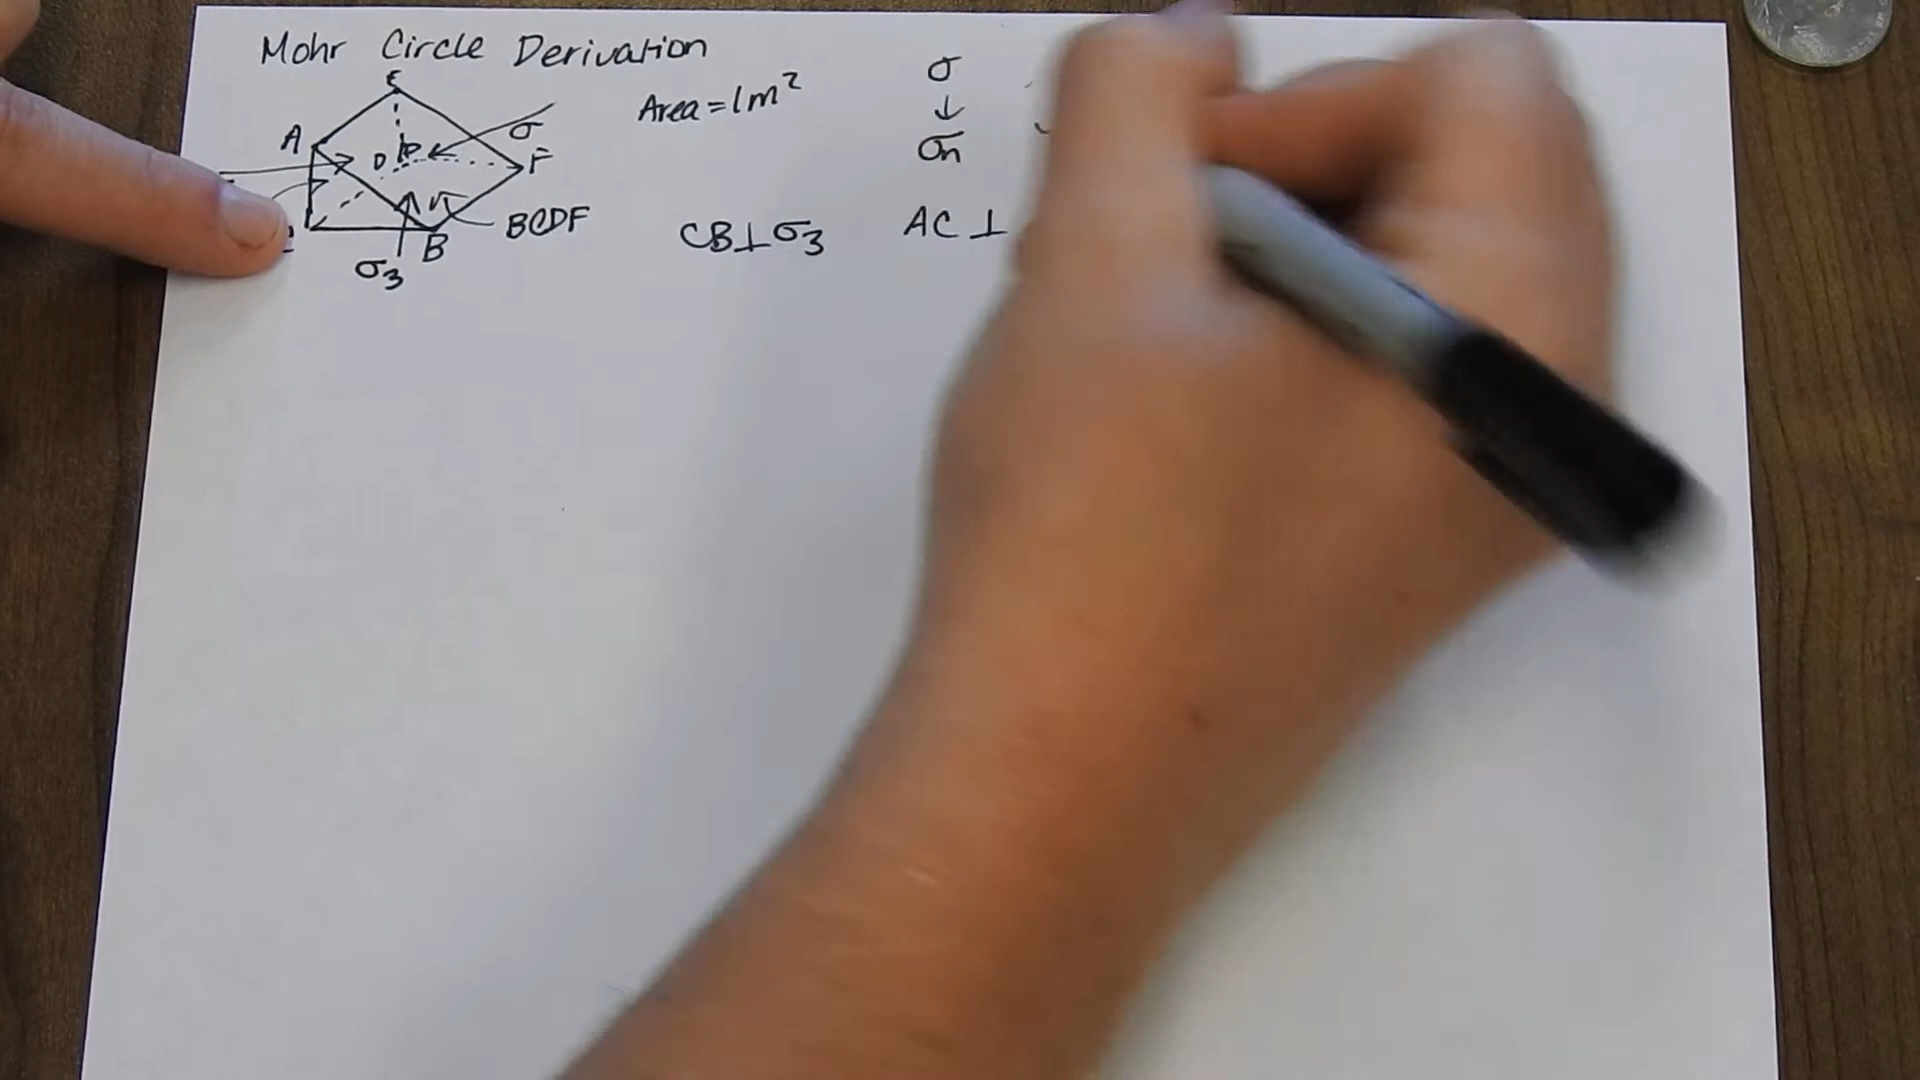 Mohr Circle Derivation
Area = 1m²
σ
↓
σn
A
D
F
σ
B
σ3
BCDF
CB⊥σ3
AC⊥